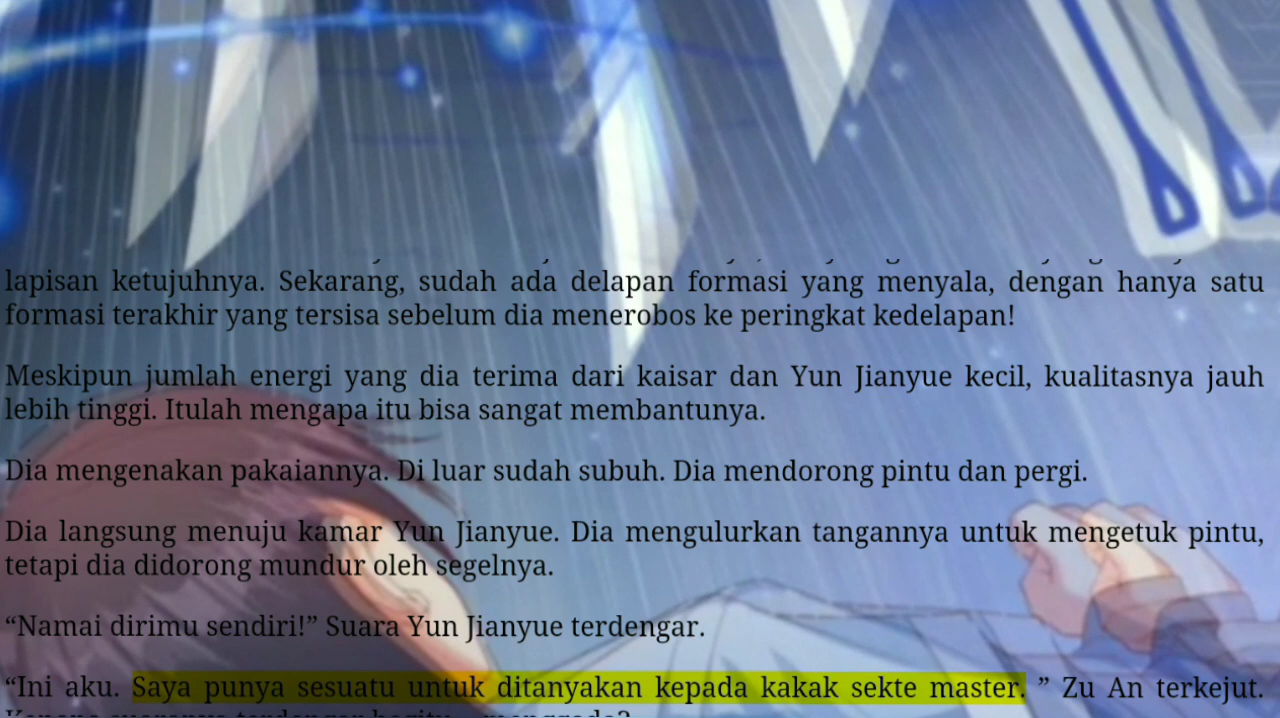 lapisan ketujuhnya. Sekarang, sudah ada delapan formasi yang menyala, dengan hanya satu
formasi terakhir yang tersisa sebelum dia menerobos ke peringkat kedelapan!
Meskipun jumlah energi yang dia terima dari kaisar dan Yun Jianyue kecil, kualitasnya jauh
lebih tinggi. Itulah mengapa itu bisa sangat membantunya.
Dia mengenakan pakaiannya. Di luar sudah subuh. Dia mendorong pintu dan pergi.
Dia langsung menuju kamar Yun Jianyue. Dia mengulurkan tangannya untuk mengetuk pintu,
tetapi dia didorong mundur oleh segelnya.
“Namai dirimu sendiri!” Suara Yun Jianyue terdengar.
“Ini aku. Saya punya sesuatu untuk ditanyakan kepada kakak sekte master. ” Zu An terkejut.